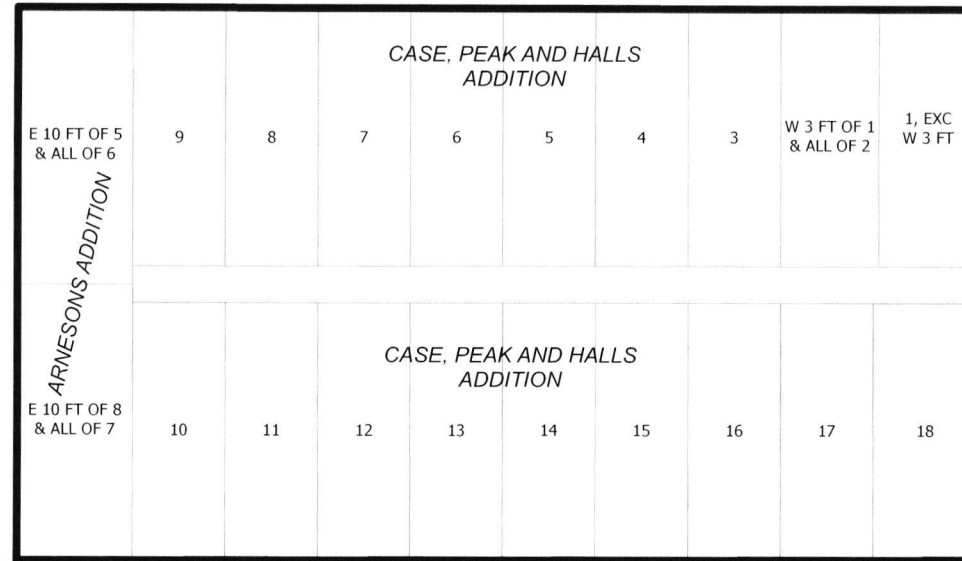 CASE, PEAK AND HALLS
ADDITION
E 10 FT OF 5
& ALL OF 6
9
8
7
6
5
4
3
W 3 FT OF 1
& ALL OF 2
1, EXC
W 3 FT
ARNESONS ADDITION
CASE, PEAK AND HALLS
ADDITION
E 10 FT OF 8
& ALL OF 7
10
11
12
13
14
15
16
17
18